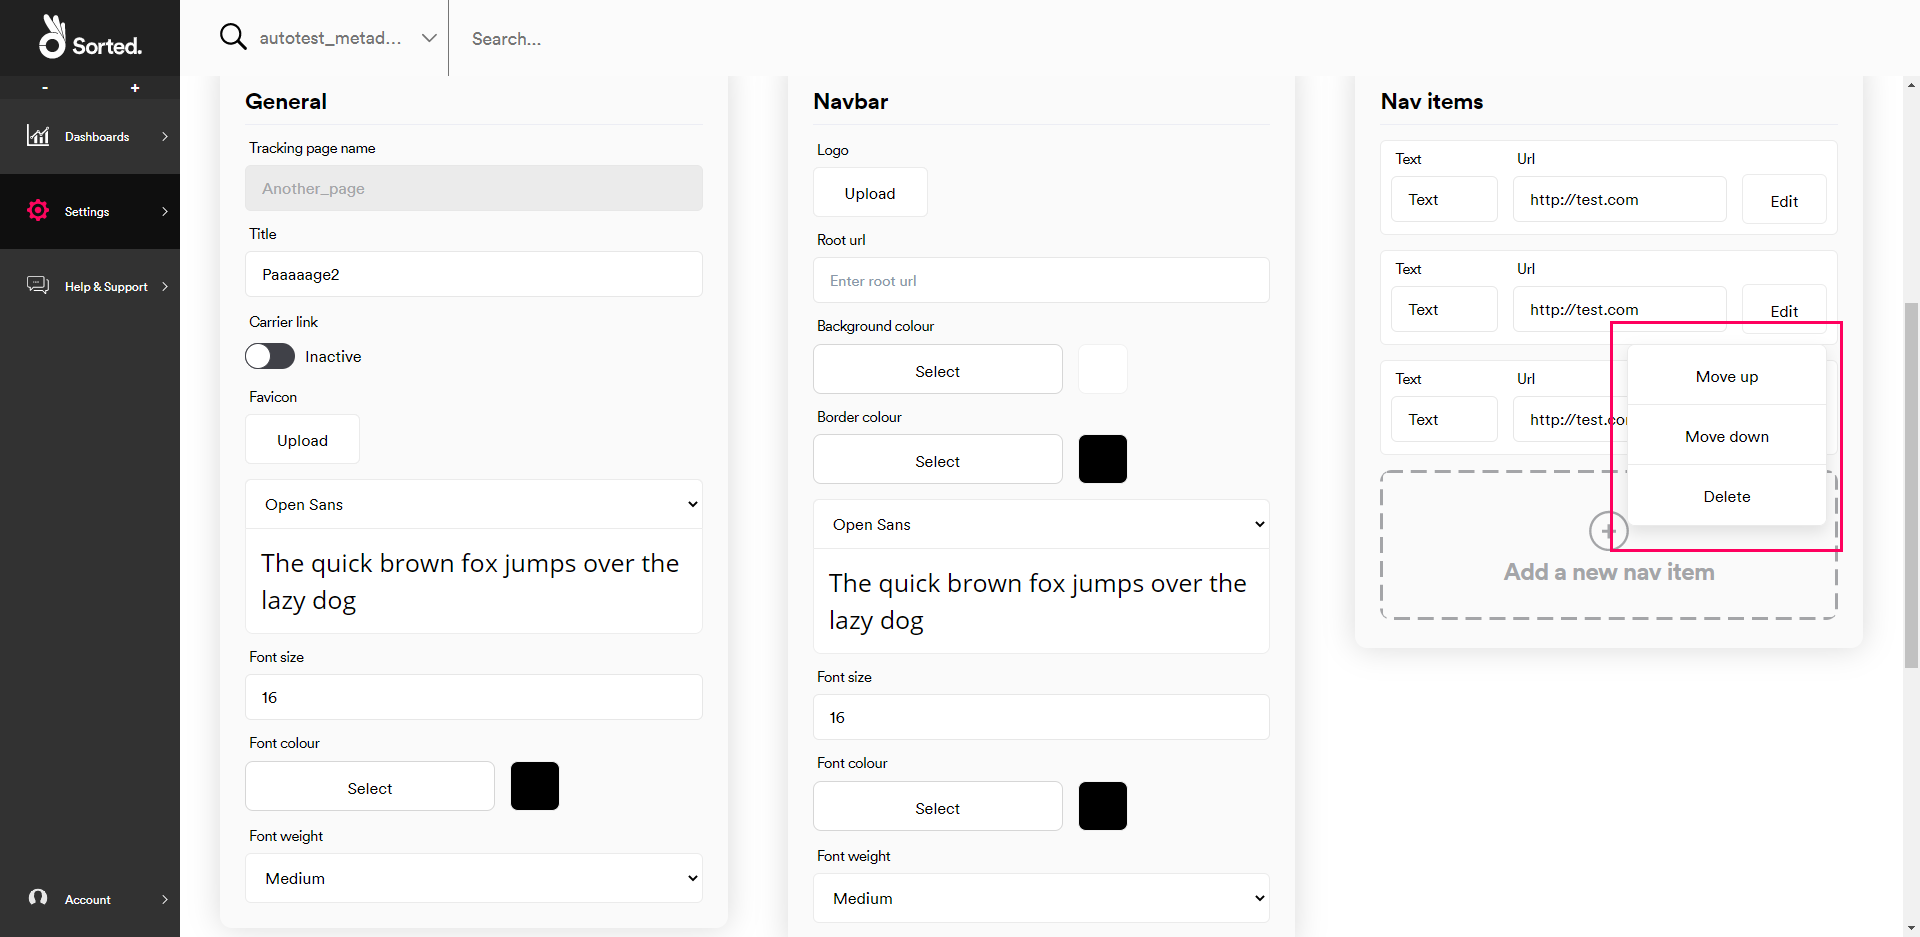 Sorted.
autotest_metad...
Search...
-
+
Dashboards
Settings
Help & Support
Account
General
Tracking page name
Another_page
Title
Paaaaage2
Carrier link
Inactive
Favicon
Upload
Open Sans
The quick brown fox jumps over the
lazy dog
Font size
16
Font colour
Select
Font weight
Medium
Navbar
Logo
Upload
Root url
Enter root url
Background colour
Select
Border colour
Select
Open Sans
The quick brown fox jumps over the
lazy dog
Font size
16
Font colour
Select
Font weight
Medium
Nav items
Text Url
Text http://test.com Edit
Text Url
Text http://test.com Edit
Text Url
Text http://test.co
Move up
Move down
Delete
Add a new nav item